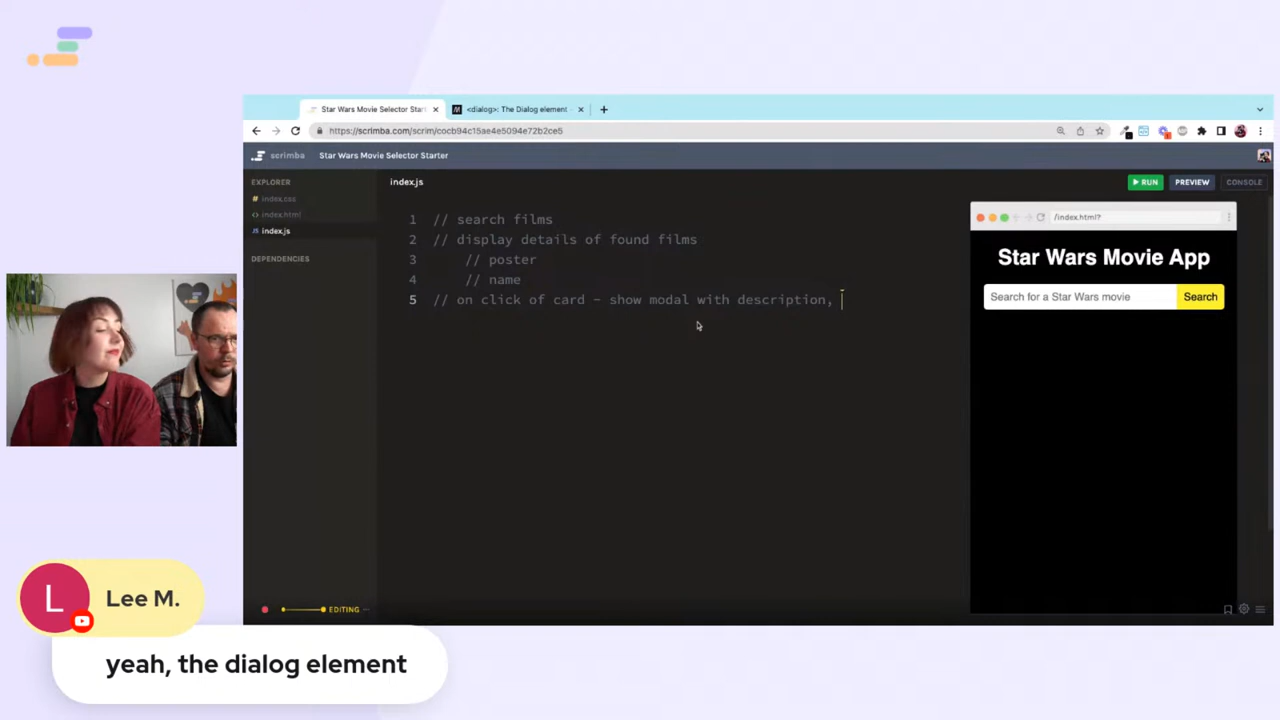 Star Wars Movie Selector Star
<dialog>: The Dialog element
https://scrimba.com/scrim/cocb94c15ae4e5094e72b2ce5
scrimba
Star Wars Movie Selector Starter
EXPLORER
index.css
index.html
index.js
DEPENDENCIES
index.js
RUN
PREVIEW
CONSOLE
1 // search films
2 // display details of found films
3 // poster
4 // name
5 // on click of card - show modal with description,
/index.html?
Star Wars Movie App
Search for a Star Wars movie
Search
EDITING
L
Lee M.
yeah, the dialog element